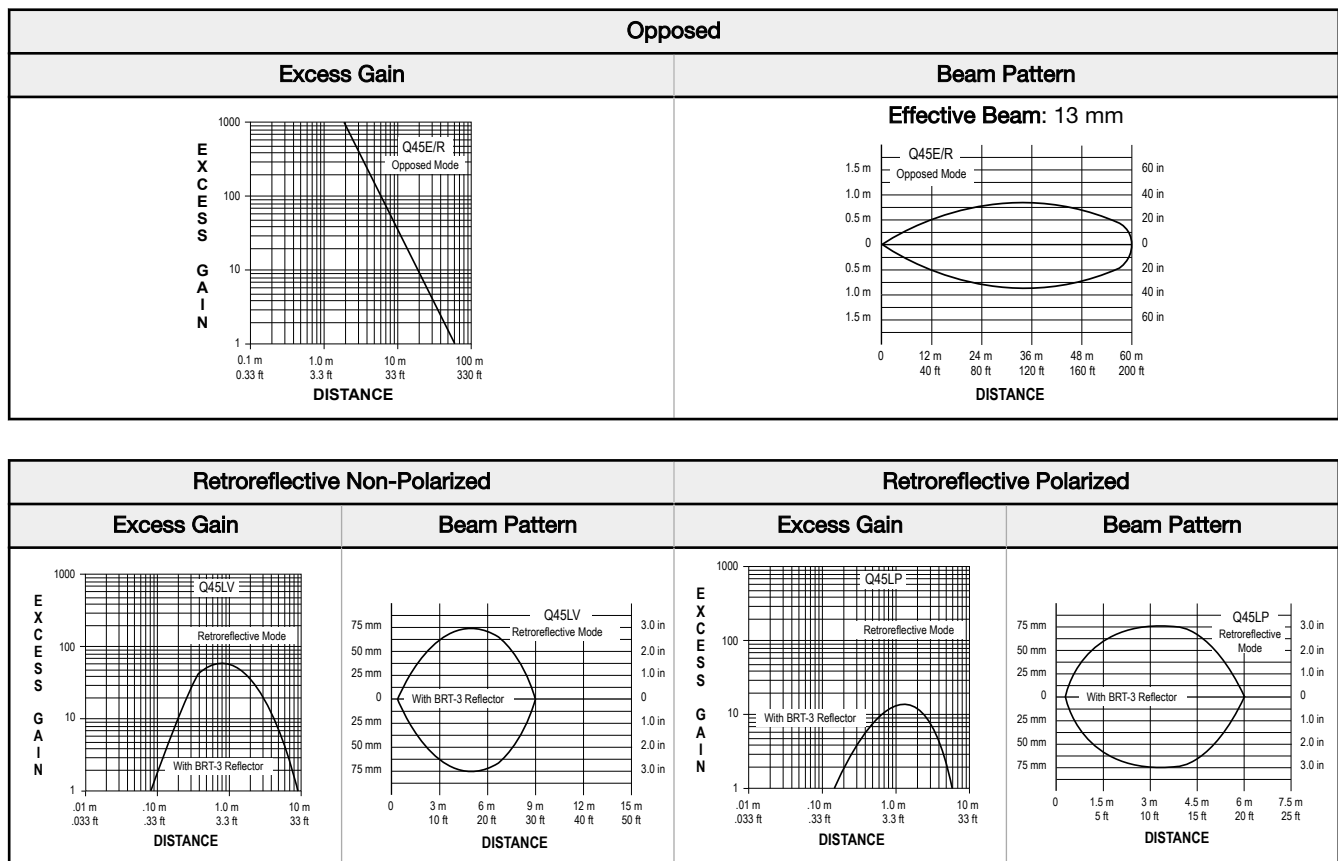 Opposed
Excess Gain
Beam Pattern
EXCESS GAIN
1000
100
10
1
Q45E/R
Opposed Mode
0.1 m 1.0 m 10 m 100 m
0.33 ft 3.3 ft 33 ft 330 ft
DISTANCE
Effective Beam: 13 mm
Q45E/R
Opposed Mode
1.5 m 60 in
1.0 m 40 in
0.5 m 20 in
0 0
0.5 m 20 in
1.0 m 40 in
1.5 m 60 in
0 12 m 24 m 36 m 48 m 60 m
40 ft 80 ft 120 ft 160 ft 200 ft
DISTANCE
Retroreflective Non-Polarized
Retroreflective Polarized
Excess Gain
Beam Pattern
Excess Gain
Beam Pattern
EXCESS GAIN
1000
100
10
1
Q45LV
Retroreflective Mode
With BRT-3 Reflector
.01 m .10 m 1.0 m 10 m
.033 ft .33 ft 3.3 ft 33 ft
DISTANCE
Q45LV
Retroreflective Mode
75 mm 3.0 in
50 mm 2.0 in
25 mm 1.0 in
0 With BRT-3 Reflector 0
25 mm 1.0 in
50 mm 2.0 in
75 mm 3.0 in
0 3 m 6 m 9 m 12 m 15 m
10 ft 20 ft 30 ft 40 ft 50 ft
DISTANCE
EXCESS GAIN
1000
100
10
1
Q45LP
Retroreflective Mode
With BRT-3 Reflector
.01 m .10 m 1.0 m 10 m
.033 ft .33 ft 3.3 ft 33 ft
DISTANCE
Q45LP
Retroreflective
Mode
75 mm 3.0 in
50 mm 2.0 in
25 mm 1.0 in
0 With BRT-3 Reflector 0
25 mm 1.0 in
50 mm 2.0 in
75 mm 3.0 in
0 1.5 m 3 m 4.5 m 6 m 7.5 m
5 ft 10 ft 15 ft 20 ft 25 ft
DISTANCE